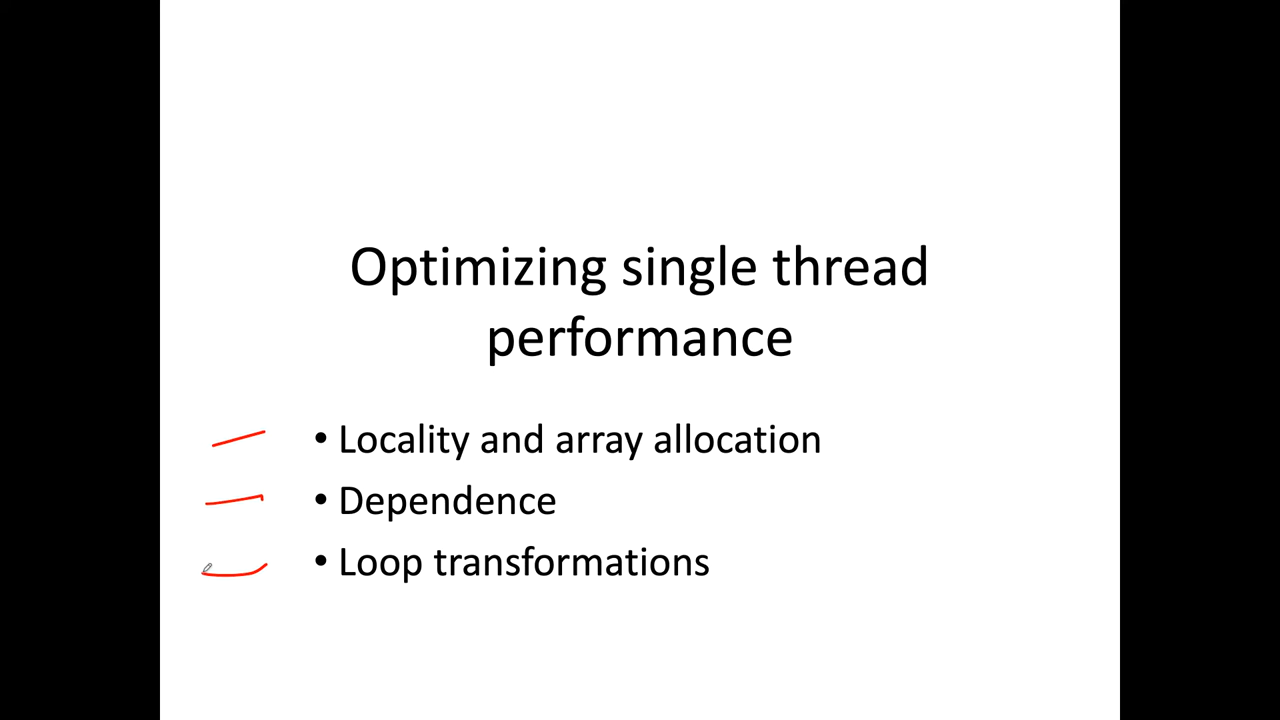 Optimizing single thread
performance
• Locality and array allocation
• Dependence
• Loop transformations